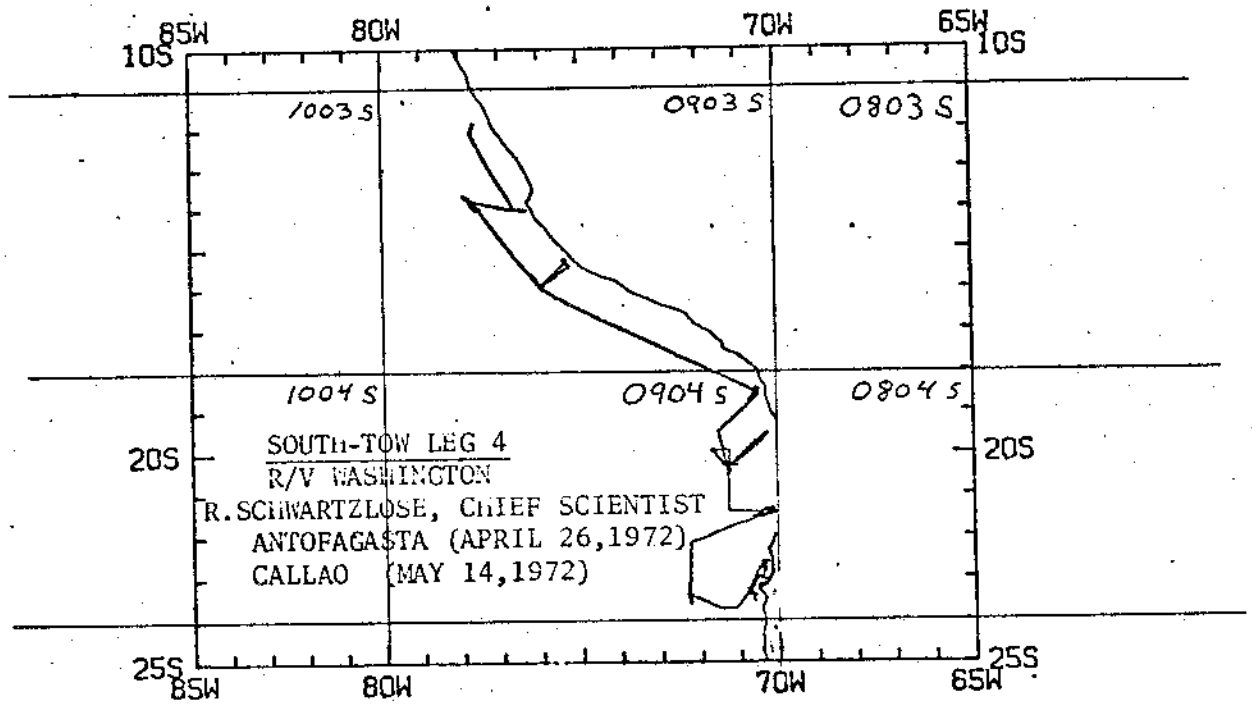 85W 80W 70W 65W
10S 10S
1003 S 0903 S 0803 S
1004 S 0904 S 0804 S
20S 20S
SOUTH-TOW LEG 4
R/V WASHINGTON
R.SCHWARTZLOSE, CHIEF SCIENTIST
ANTOFAGASTA (APRIL 26,1972)
CALLAO (MAY 14,1972)
25S 25S
85W 80W 70W 65W